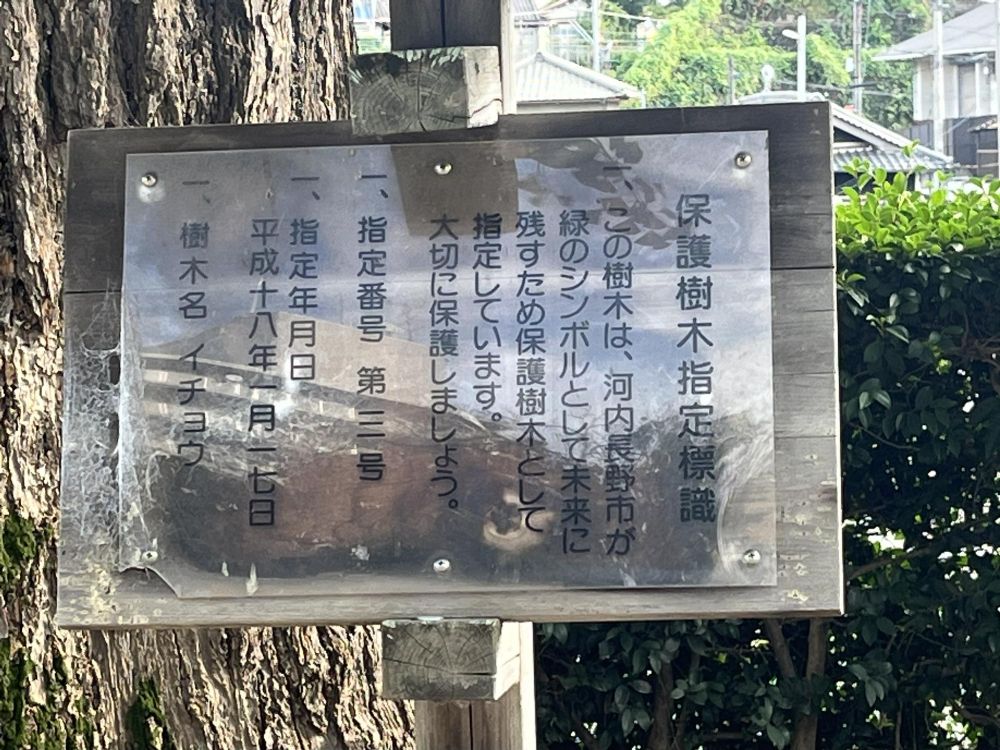 保護樹木指定標識
一、この樹木は、河内長野市が
緑のシンボルとして未来に
残すため保護樹木として
指定しています。
大切に保護しましょう。
一、指定番号 第三号
一、指定年月日
平成十八年一月一七日
一、樹木名 イチョウ